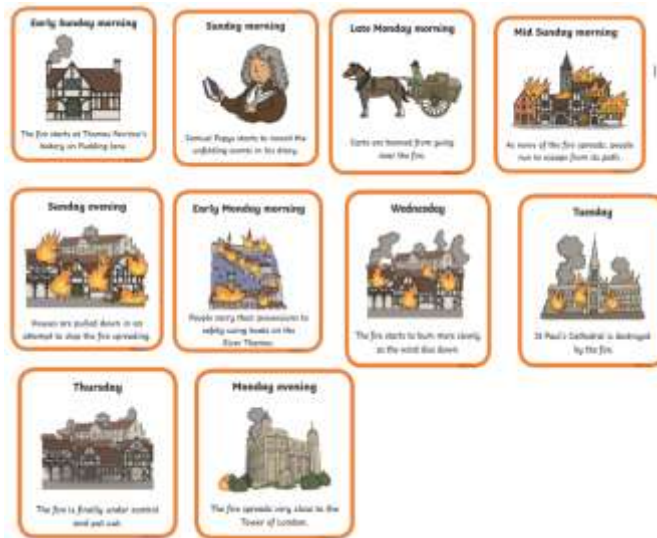 Early Sunday morning
The fire starts at Thomas Farriner's
bakery on Pudding Lane.
Sunday morning
Samuel Pepys starts to record the
unfolding events in his diary.
Late Monday morning
Carts are banned from going
near the fire.
Mid Sunday morning
As news of the fire spreads, people
run to escape from its path.
Sunday evening
Houses are pulled down in an
attempt to stop the fire spreading.
Early Monday morning
People carry their possessions to
safety using boats on the
River Thames.
Wednesday
The fire starts to burn more slowly
as the wind dies down.
Tuesday
St Paul's Cathedral is destroyed
by the fire.
Thursday
The fire is finally under control
and put out.
Monday evening
The fire spreads very close to the
Tower of London.